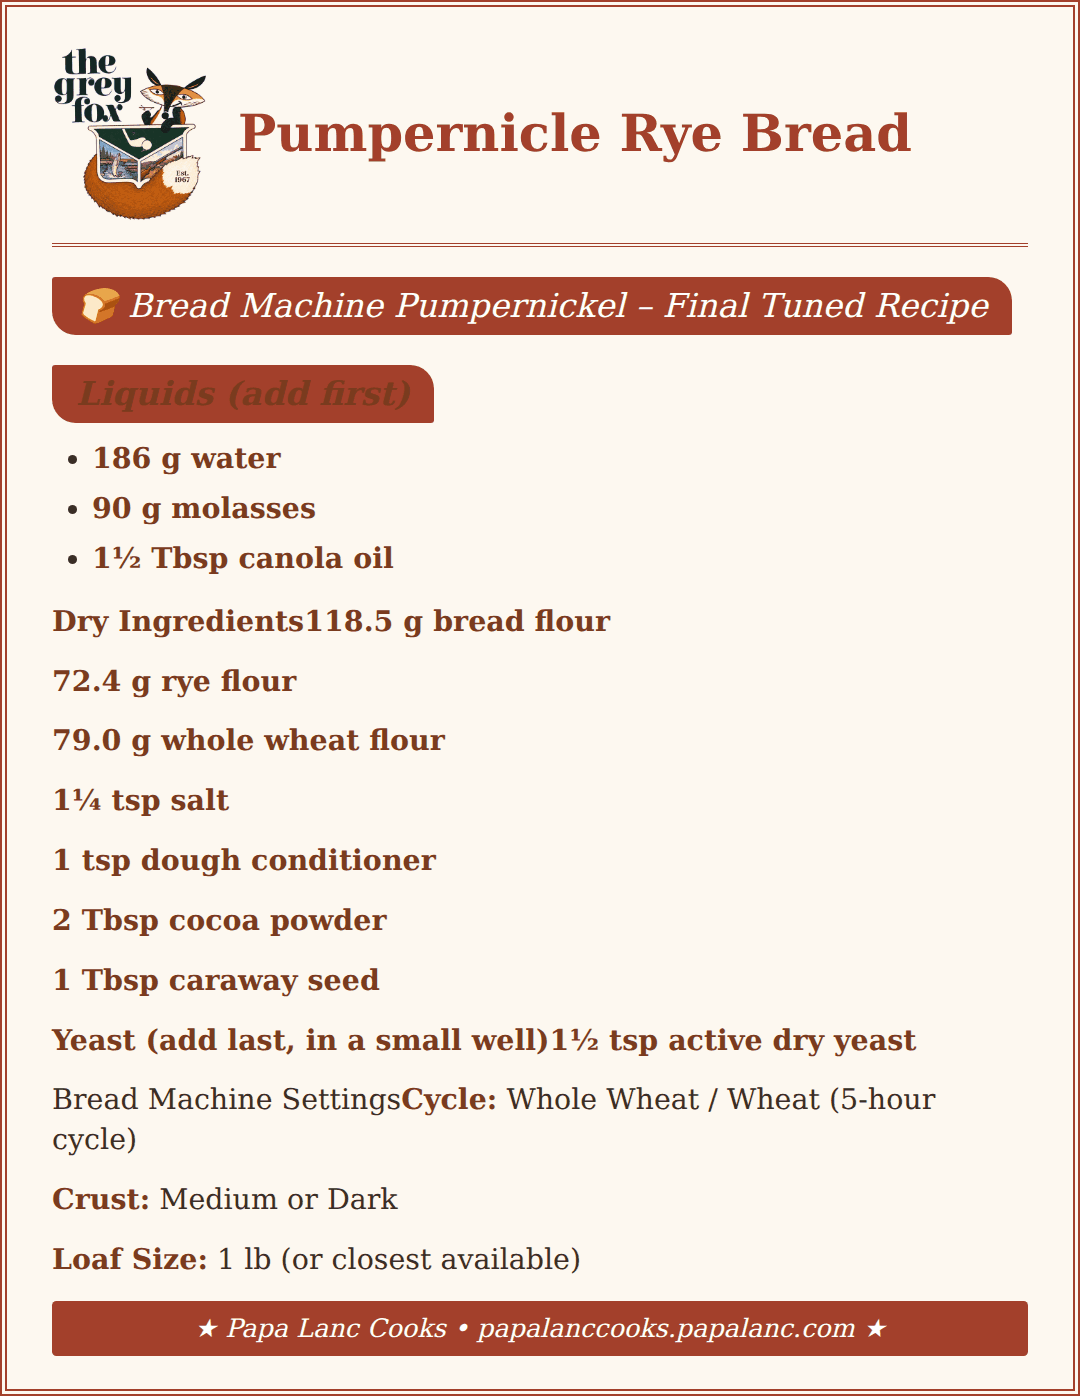 the
grey
fox
Est.
1967
Pumpernicle Rye Bread
🍞 Bread Machine Pumpernickel – Final Tuned Recipe
Liquids (add first)
• 186 g water
• 90 g molasses
• 1½ Tbsp canola oil
Dry Ingredients118.5 g bread flour
72.4 g rye flour
79.0 g whole wheat flour
1¼ tsp salt
1 tsp dough conditioner
2 Tbsp cocoa powder
1 Tbsp caraway seed
Yeast (add last, in a small well)1½ tsp active dry yeast
Bread Machine SettingsCycle: Whole Wheat / Wheat (5-hour
cycle)
Crust: Medium or Dark
Loaf Size: 1 lb (or closest available)
★ Papa Lanc Cooks • papalanccooks.papalanc.com ★